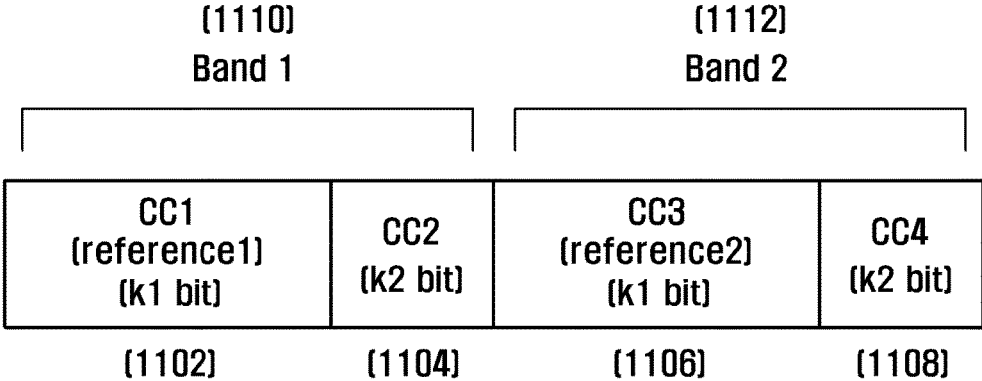 (1110) (1112)
Band 1 Band 2
CC1
(reference1)
(k1 bit)
CC2
(k2 bit)
CC3
(reference2)
(k1 bit)
CC4
(k2 bit)
(1102) (1104) (1106) (1108)